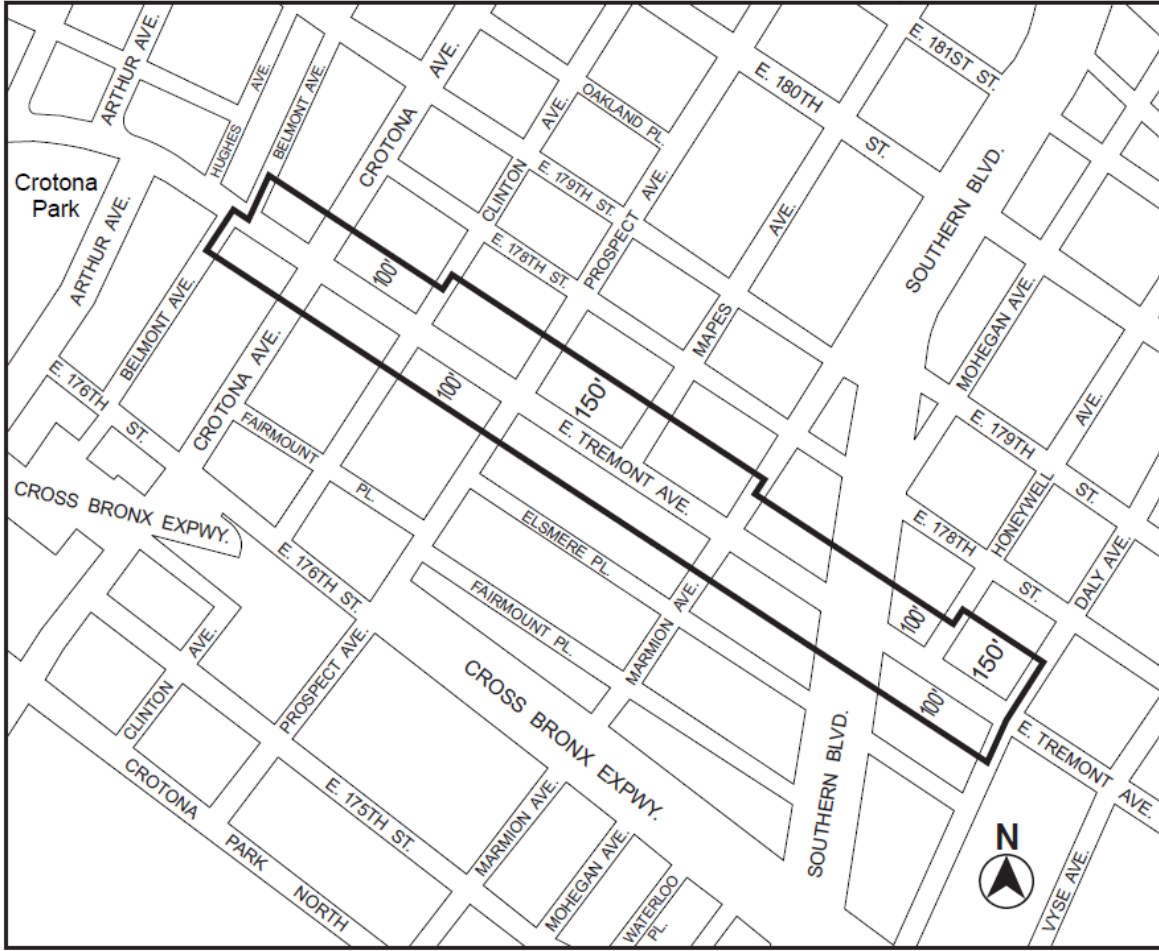 E. 181ST ST.
ARTHUR AVE.
AVE.
E. 180TH
ST.
HUGHES
AVE.
BELMONT AVE.
CROTONA
AVE.
OAKLAND PL.
CLINTON
AVE.
E. 179TH ST.
PROSPECT
AVE.
SOUTHERN BLVD.
Crotona
Park
ARTHUR AVE.
E. 178TH ST.
MAPES
AVE.
BELMONT AVE.
100'
MOHEGAN AVE.
CROTONA AVE.
E. 176TH
ST.
100'
150'
E. TREMONT AVE.
E. 179TH
ST.
AVE.
FAIRMOUNT
PL.
CROSS BRONX EXPWY.
ELSMERE PL.
E. 178TH
ST.
HONEYWELL
DALY AVE.
E. 176TH ST.
FAIRMOUNT PL.
MARMION AVE.
100'
150'
CLINTON
AVE.
PROSPECT AVE.
CROSS BRONX EXPWY.
100'
SOUTHERN BLVD.
E. TREMONT AVE.
CROTONA
PARK
NORTH
E. 175TH ST.
MARMION AVE.
MOHEGAN AVE.
WATERLOO
PL.
N
VYSE AVE.